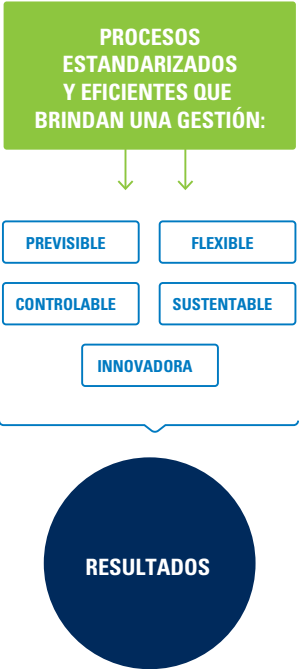 PROCESOS
ESTANDARIZADOS
Y EFICIENTES QUE
BRINDAN UNA GESTIÓN:
PREVISIBLE
FLEXIBLE
CONTROLABLE
SUSTENTABLE
INNOVADORA
RESULTADOS